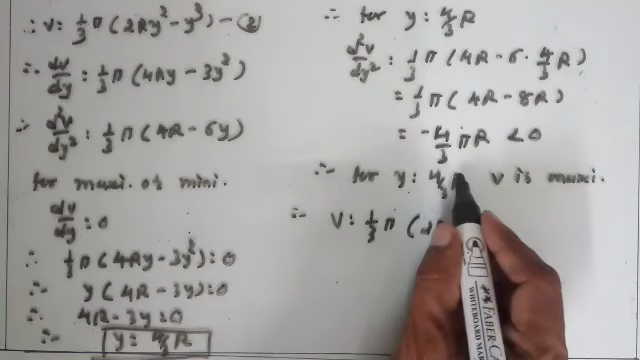 ∴ V: 1/3 π (2Ry² - y³) - ②
∴ dv/dy : 1/3 π (4Ry - 3y²)
∴ d²v/dy² : 1/3 π (4R - 6y)
for maxi. or mini.
dv/dy : 0
∴ 1/3 π (4Ry - 3y²) : 0
∴ y (4R - 3y) : 0
∴ 4R - 3y : 0
∴ y : 4/3 R
∴ for y : 4/3 R
d²v/dy² : 1/3 π (4R - 6 · 4/3 R)
= 1/3 π (4R - 8R)
= -4/3 πR < 0
∴ for y : 4/3 R V is maxi.
∴ V : 1/3 π (2R
FABER-CA
WHITEBOARD MA